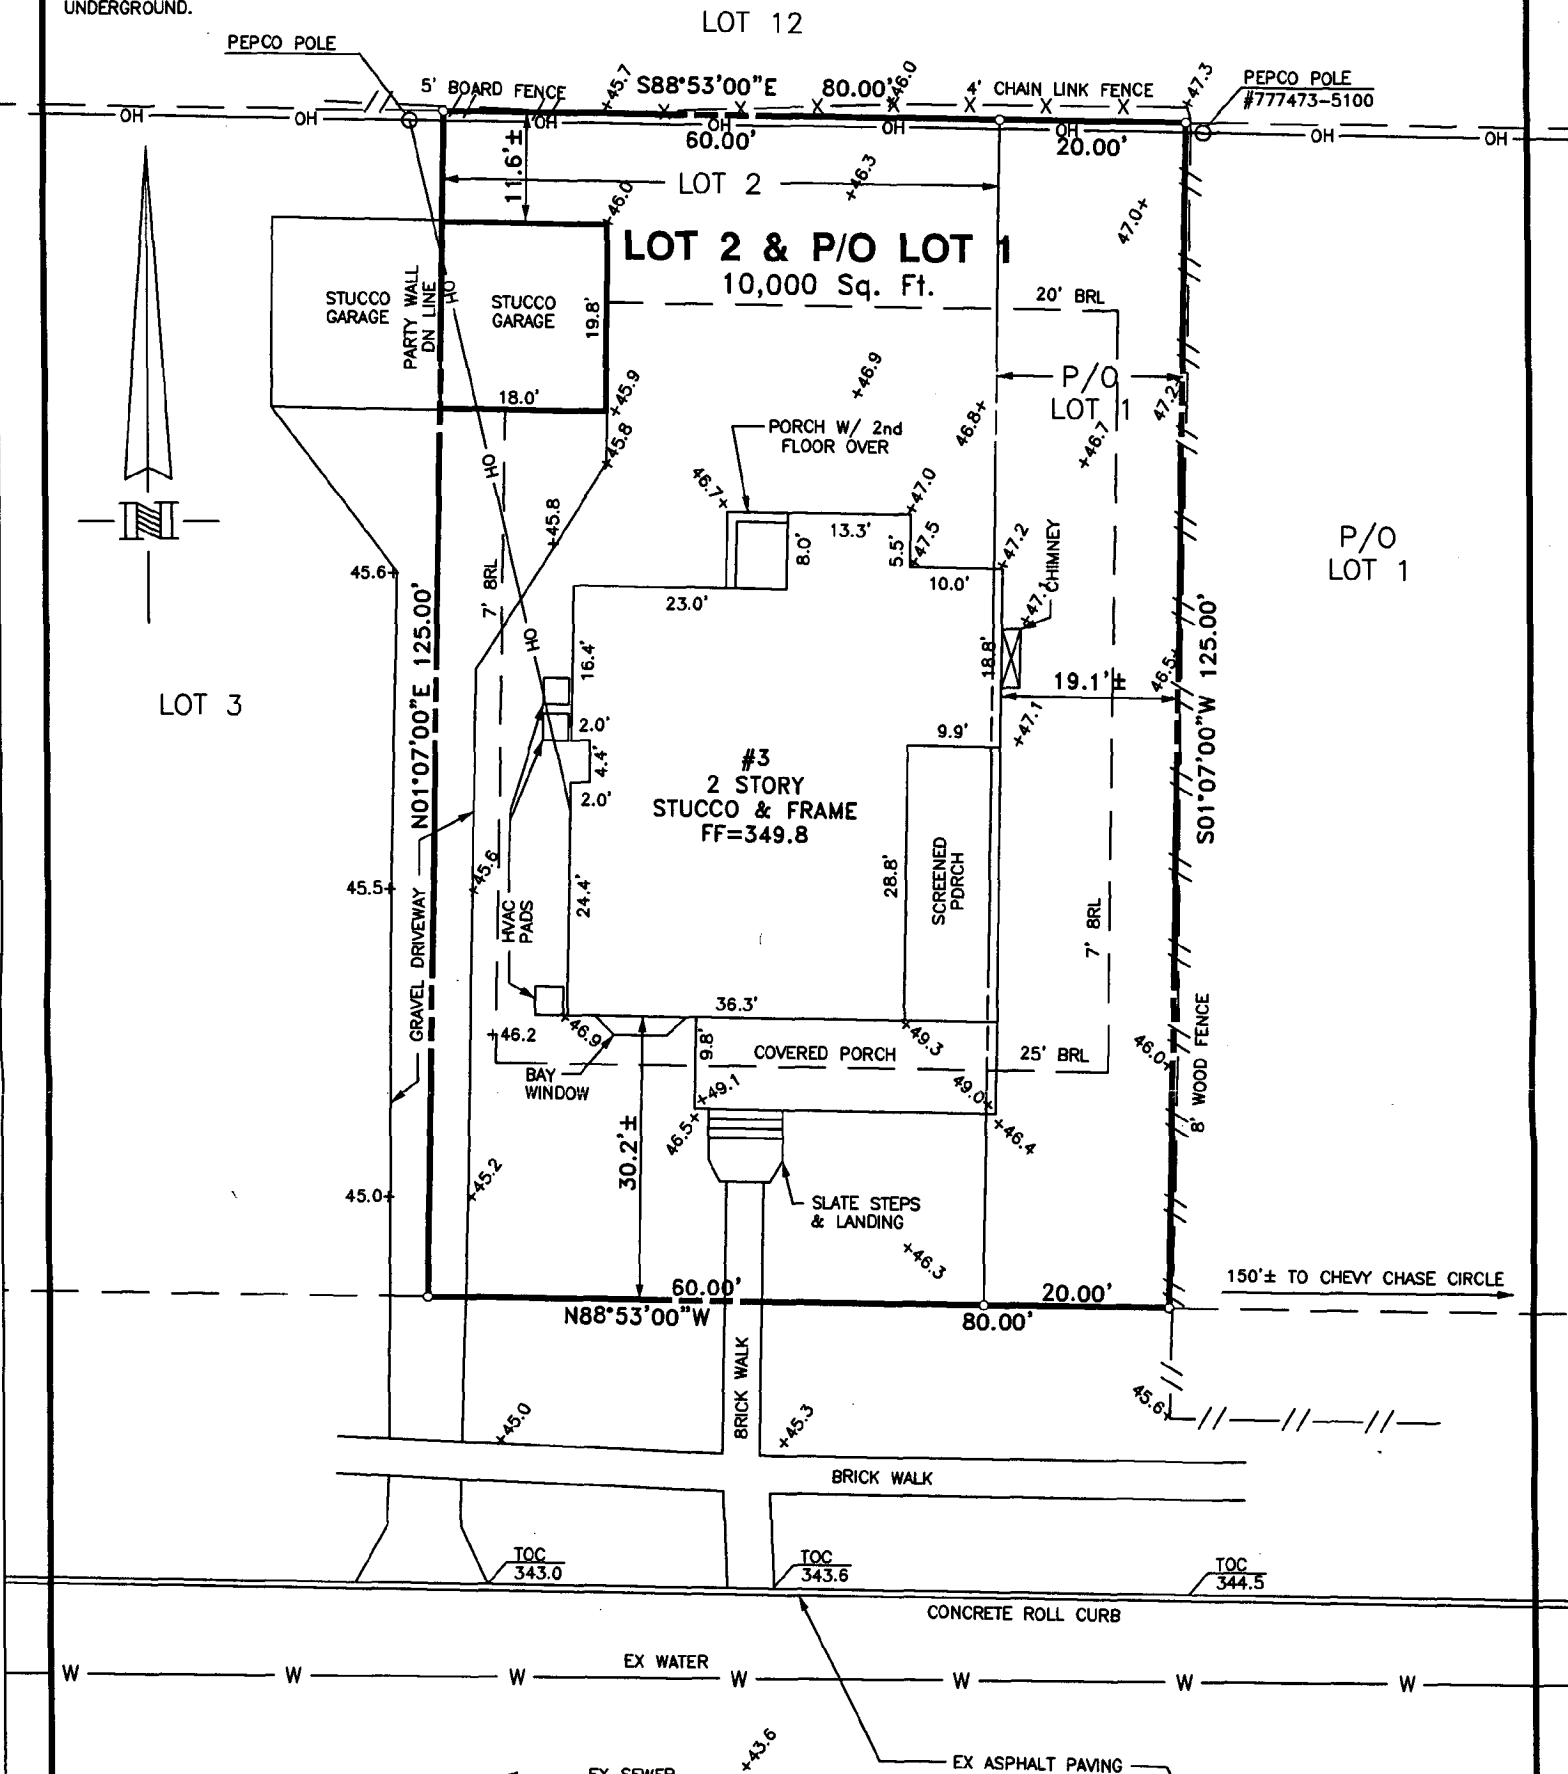 UNDERGROUND.
LOT 12
PEPCO POLE
5' BOARD FENCE
45.7
S88°53'00"E 80.00'
46.0
4' CHAIN LINK FENCE
47.3
PEPCO POLE
#777473-5100
OH
OH
OH
OH
OH
OH
OH
OH
60.00'
20.00'
11.6'±
LOT 2
46.3
46.0
47.0
LOT 2 & P/O LOT 1
10,000 Sq. Ft.
20' BRL
STUCCO
GARAGE
PARTY WALL
ON LINE
OH
STUCCO
GARAGE
19.8'
18.0'
45.9
45.8
46.9
P/O
LOT 1
47.2
46.8
46.7
PORCH W/ 2nd
FLOOR OVER
OH
45.8
46.7
47.0
13.3'
8.0'
5.5'
47.5
47.2
10.0'
CHIMNEY
47.1
N
P/O
LOT 1
45.6
7' BRL
23.0'
OH
16.4'
18.8'
19.1'±
46.5
47.1
LOT 3
N01°07'00"E 125.00'
S01°07'00"W 125.00'
2.0'
4.4'
2.0'
9.9'
#3
2 STORY
STUCCO & FRAME
FF=349.8
SCREENED
PORCH
28.8'
24.4'
45.6
45.5
GRAVEL DRIVEWAY
HVAC
PADS
7' BRL
36.3'
46.2
46.9
49.3
9.8'
COVERED PORCH
25' BRL
46.0
8' WOOD FENCE
BAY
WINDOW
49.1
49.0
46.5
46.4
30.2'±
45.0
45.2
SLATE STEPS
& LANDING
46.3
150'± TO CHEVY CHASE CIRCLE
60.00'
20.00'
N88°53'00"W
80.00'
BRICK WALK
45.6
45.0
45.3
BRICK WALK
TOC
343.0
TOC
343.6
TOC
344.5
CONCRETE ROLL CURB
W
W
W
W
W
W
W
EX WATER
43.6
EX SEWER
EX ASPHALT PAVING